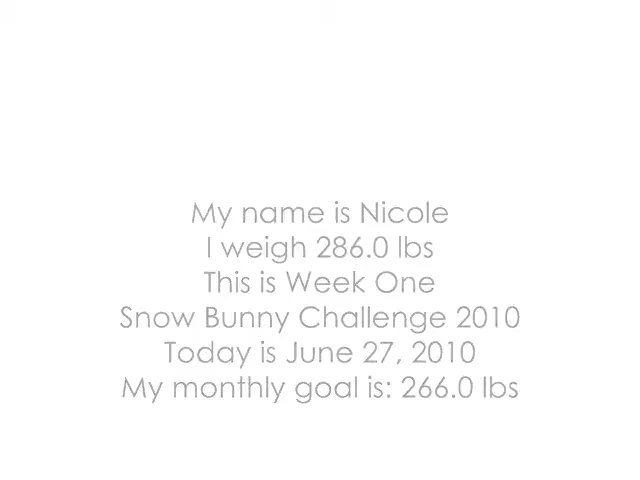 My name is Nicole
I weigh 286.0 lbs
This is Week One
Snow Bunny Challenge 2010
Today is June 27, 2010
My monthly goal is: 266.0 lbs